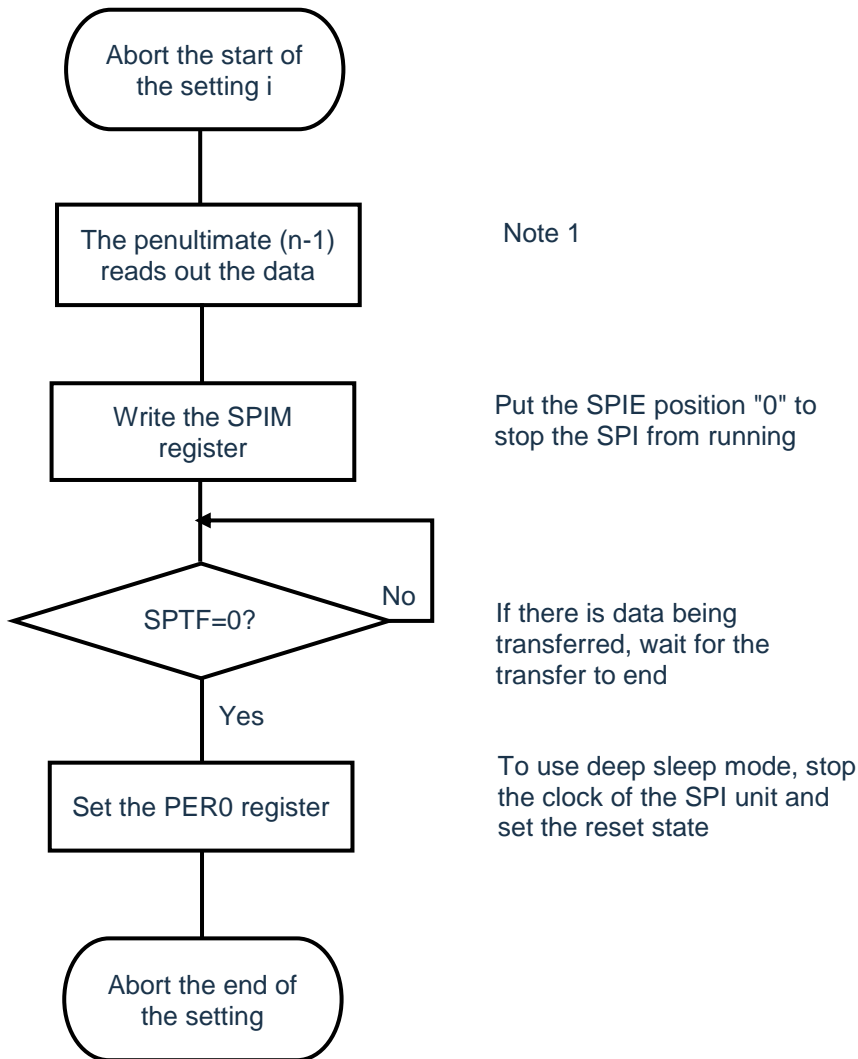 Abort the start of
the setting i
The penultimate (n-1)
reads out the data
Note 1
Write the SPIM
register
Put the SPIE position "0" to
stop the SPI from running
No
SPTF=0?
If there is data being
transferred, wait for the
transfer to end
Yes
To use deep sleep mode, stop
the clock of the SPI unit and
set the reset state
Set the PER0 register
Abort the end of
the setting